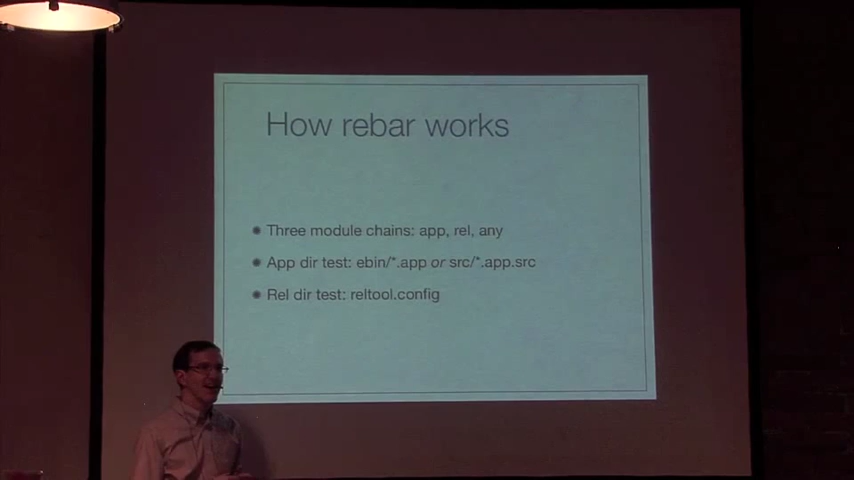 How rebar works
Three module chains: app, rel, any
App dir test: ebin/*.app or src/*.app.src
Rel dir test: reltool.config